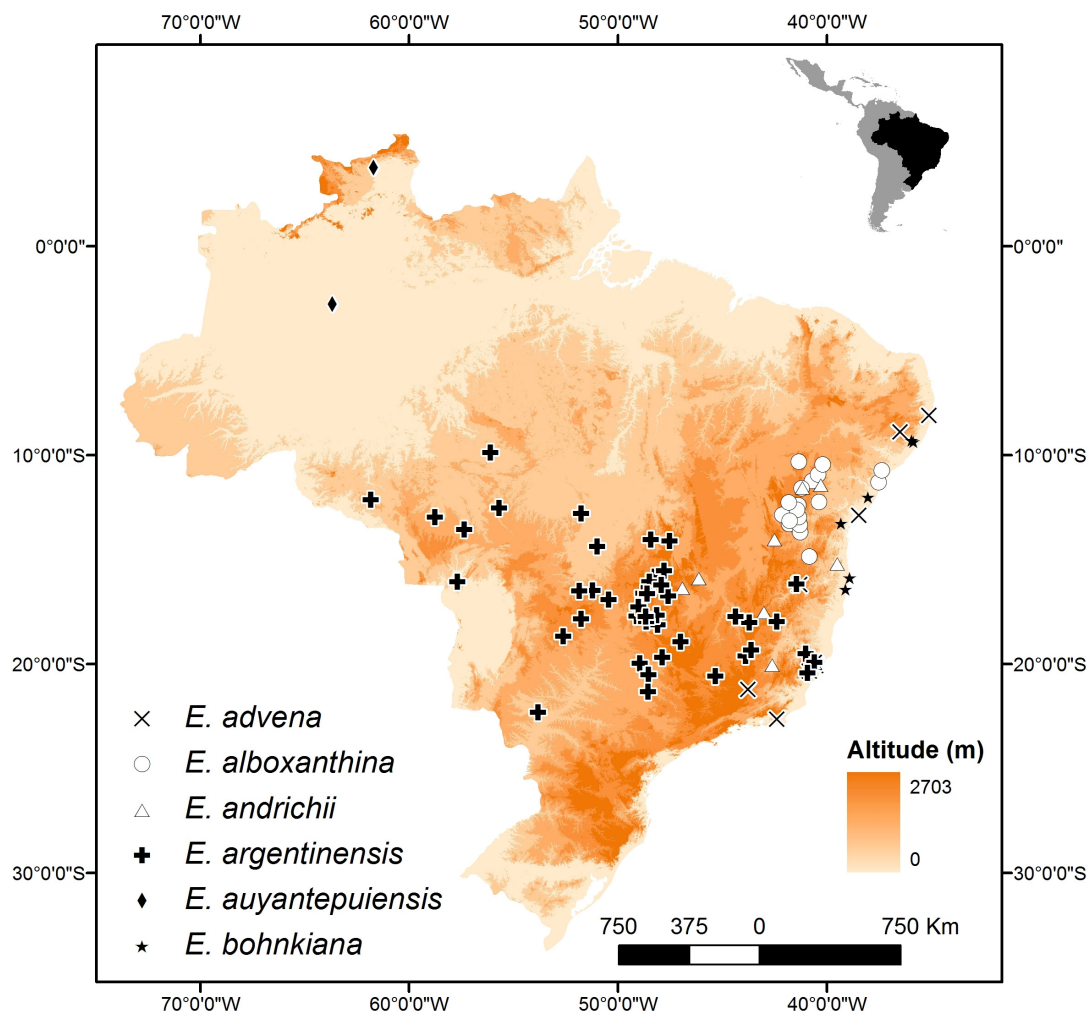 70°0'0"W 60°0'0"W 50°0'0"W 40°0'0"W
0°0'0" 0°0'0"
10°0'0"S 10°0'0"S
20°0'0"S 20°0'0"S
E. advena
E. alboxanthina
E. andrichii
E. argentinensis
E. auyantepuiensis
E. bohnkiana
Altitude (m)
2703
0
30°0'0"S 30°0'0"S
750 375 0 750 Km
70°0'0"W 60°0'0"W 50°0'0"W 40°0'0"W